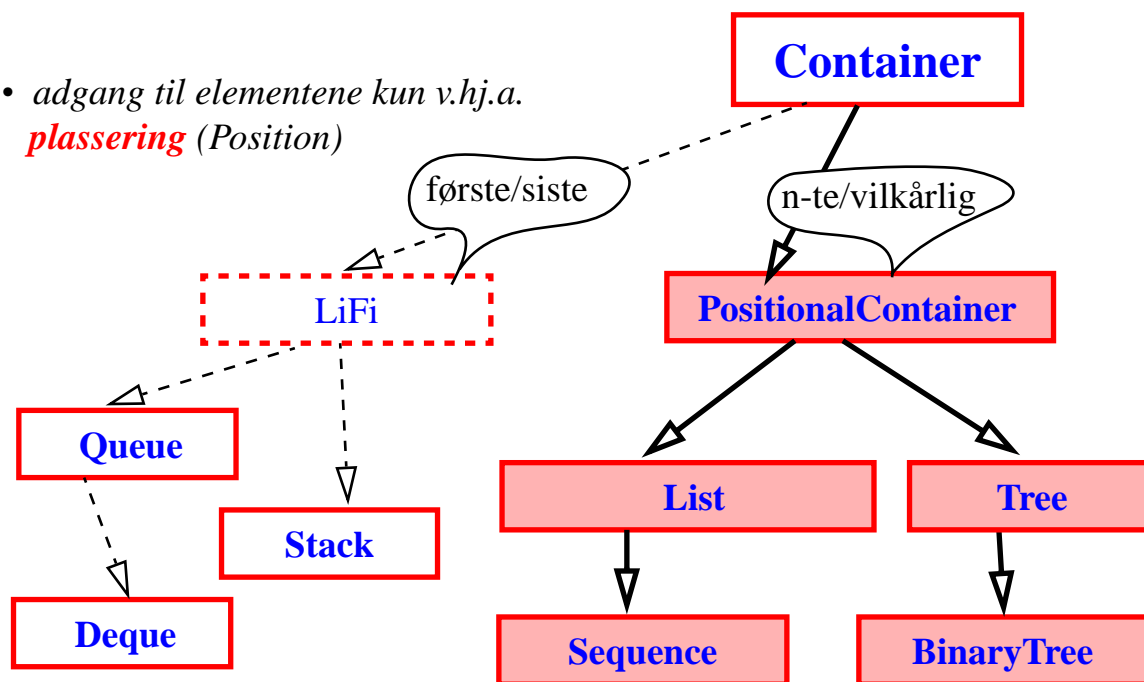 Container
• adgang til elementene kun v.hj.a.
plassering (Position)
første/siste
n-te/vilkårlig
LiFi
PositionalContainer
Queue
List
Tree
Stack
Deque
Sequence
BinaryTree